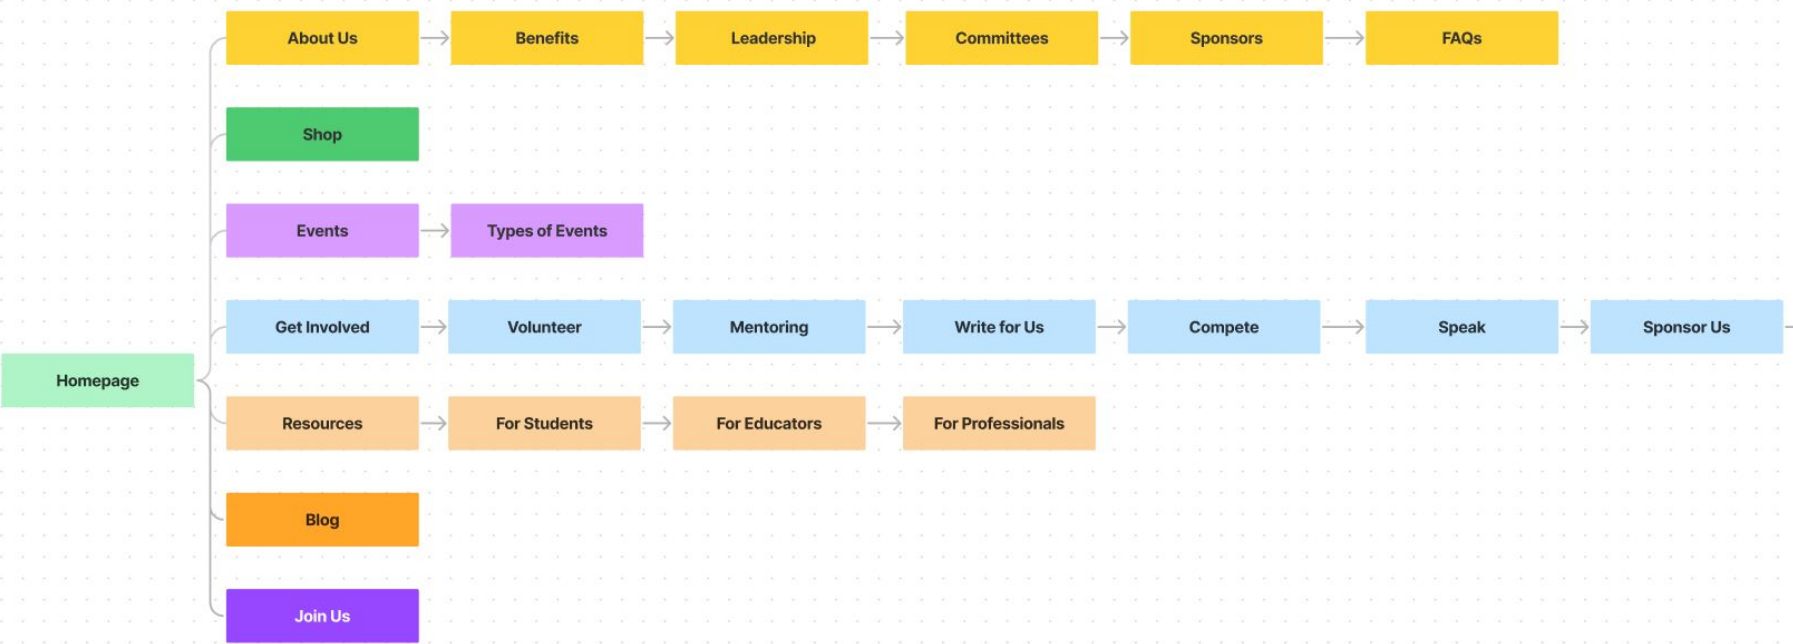 About Us
Benefits
Leadership
Committees
Sponsors
FAQs
Shop
Events
Types of Events
Get Involved
Volunteer
Mentoring
Write for Us
Compete
Speak
Sponsor Us
Homepage
Resources
For Students
For Educators
For Professionals
Blog
Join Us